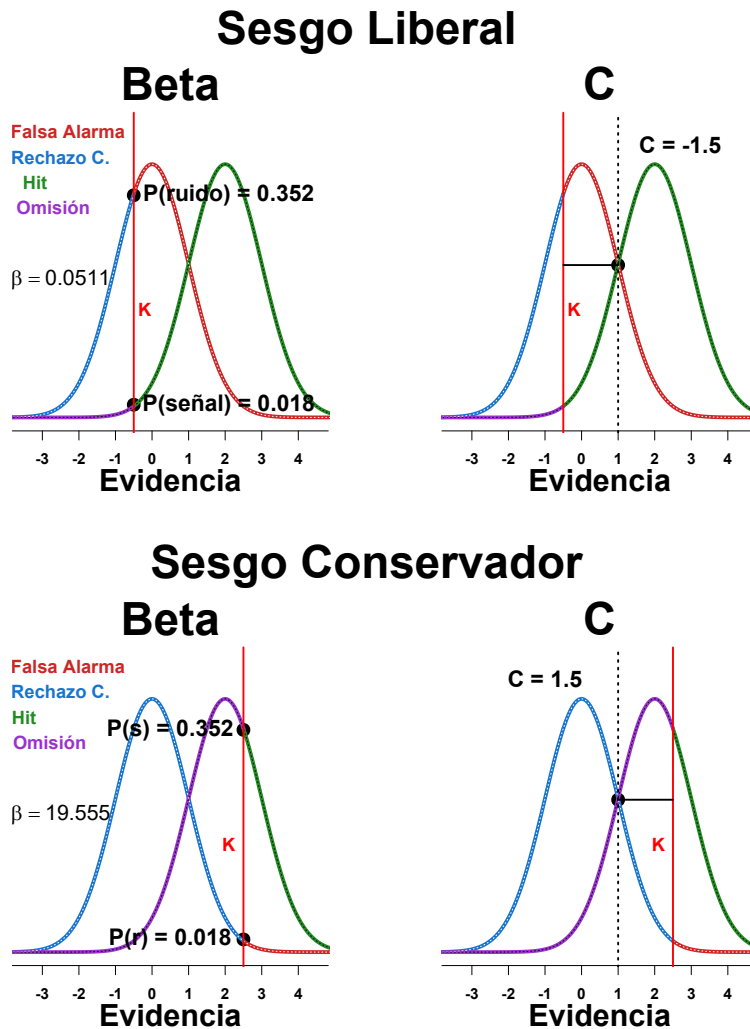 Sesgo Liberal
Beta
C
Falsa Alarma
Rechazo C.
Hit
Omisión
P(ruido) = 0.352
β = 0.0511
K
P(señal) = 0.018
-3 -2 -1 0 1 2 3 4
Evidencia
C = -1.5
K
-3 -2 -1 0 1 2 3 4
Evidencia
Sesgo Conservador
Beta
C
Falsa Alarma
Rechazo C.
Hit
Omisión
P(s) = 0.352
β = 19.555
K
P(r) = 0.018
-3 -2 -1 0 1 2 3 4
Evidencia
C = 1.5
K
-3 -2 -1 0 1 2 3 4
Evidencia